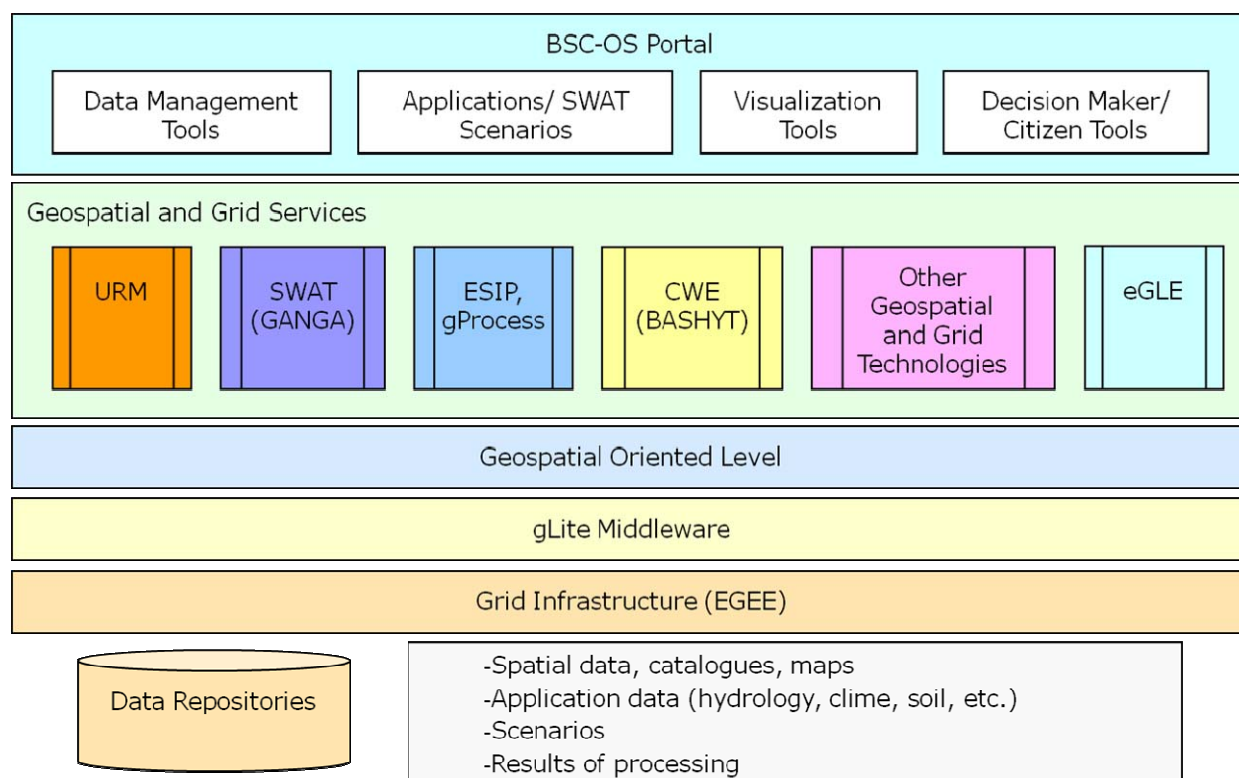 BSC-OS Portal
Data Management
Tools
Applications/ SWAT
Scenarios
Visualization
Tools
Decision Maker/
Citizen Tools
Geospatial and Grid Services
URM
SWAT
(GANGA)
ESIP,
gProcess
CWE
(BASHYT)
Other
Geospatial
and Grid
Technologies
eGLE
Geospatial Oriented Level
gLite Middleware
Grid Infrastructure (EGEE)
Data Repositories
-Spatial data, catalogues, maps
-Application data (hydrology, clime, soil, etc.)
-Scenarios
-Results of processing